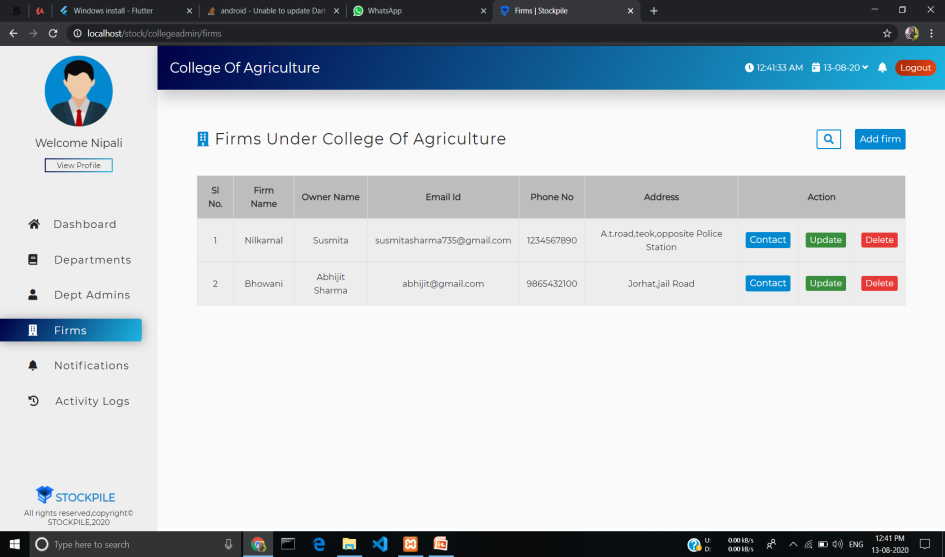 Windows install - Flutter
android - Unable to update Dart
WhatsApp
Firms | Stockpile
localhost/stock/collegeadmin/firms
College Of Agriculture
12:41:33 AM
13-08-20
Logout
Welcome Nipali
View Profile
Dashboard
Departments
Dept Admins
Firms
Notifications
Activity Logs
STOCKPILE
All rights reserved,copyright©
STOCKPILE,2020
Firms Under College Of Agriculture
Add firm
Sl No. Firm Name Owner Name Email Id Phone No Address Action
1 Nilkamal Susmita susmitasharma735@gmail.com 1234567890 A.t.road,teok,opposite Police Station Contact Update Delete
2 Bhowani Abhijit Sharma abhijit@gmail.com 9865432100 Jorhat,jail Road Contact Update Delete
Type here to search
U: 0.00 kB/s
D: 0.00 kB/s
ENG
12:41 PM
13-08-2020